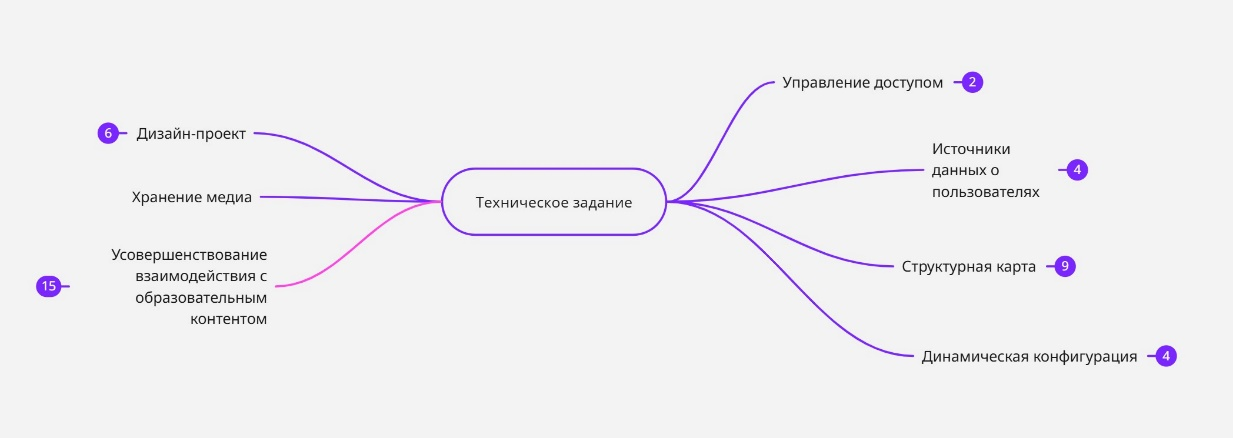 Управление доступом 2
6 Дизайн-проект
Источники
данных о
пользователях
4
Хранение медиа
Техническое задание
Усовершенствование
взаимодействия с
образовательным
контентом
15
Структурная карта 9
Динамическая конфигурация 4